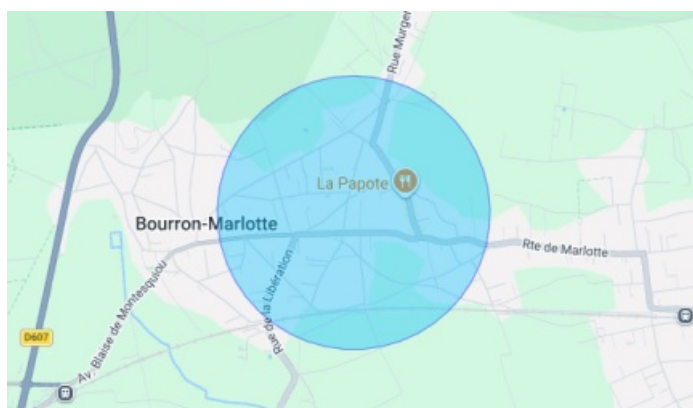 Rue Murger
La Papote
Bourron-Marlotte
Rte de Marlotte
Rue de la Libération
Av. Blaise de Montesquiou
D607